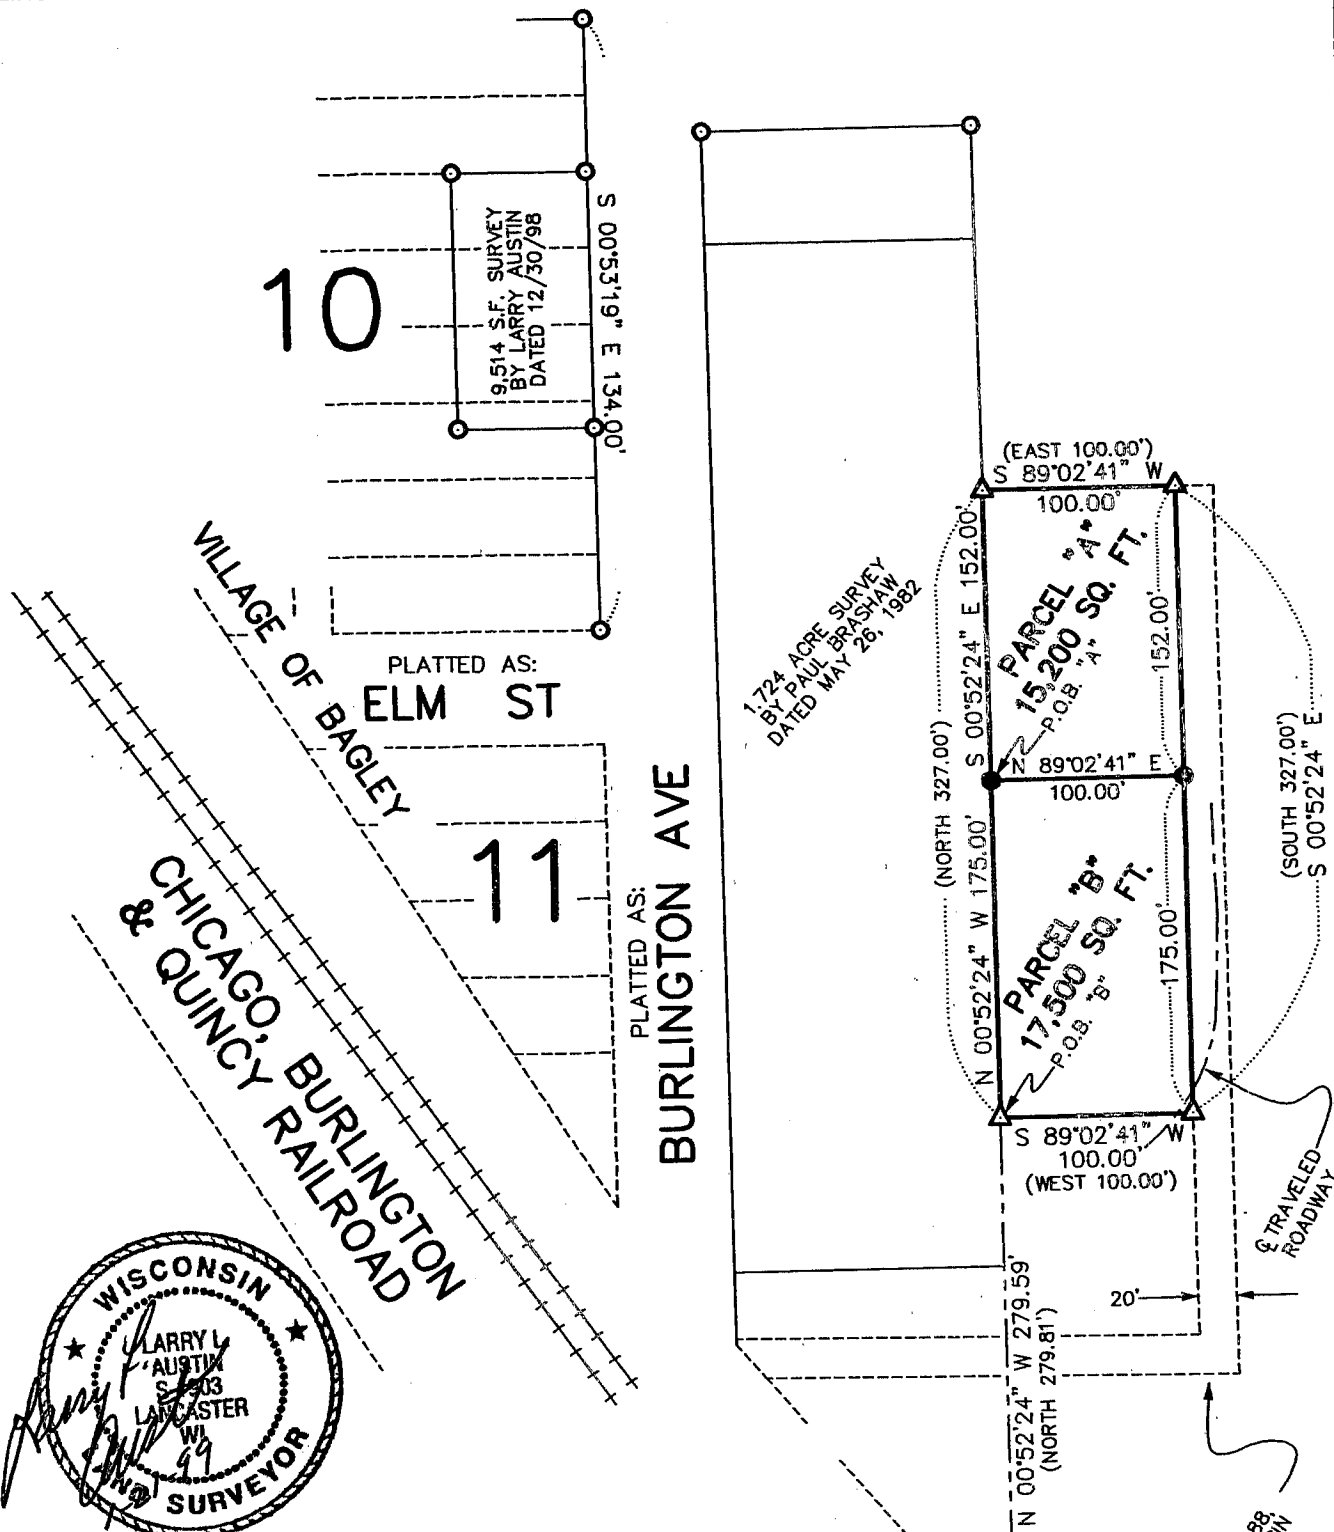 10
9,514 S.F. SURVEY
BY LARRY AUSTIN
DATED 12/30/98
S 00°53'19" E 134.00'
VILLAGE OF BAGLEY
PLATTED AS:
ELM ST
11
PLATTED AS:
BURLINGTON AVE
CHICAGO, BURLINGTON
& QUINCY RAILROAD
1.724 ACRE SURVEY
BY PAUL BRASHAW
DATED MAY 26, 1982
(EAST 100.00')
S 89°02'41" W
100.00'
S 00°52'24" E 152.00'
PARCEL "A"
15,200 SQ. FT.
P.O.B. "A"
152.00'
(NORTH 327.00')
N 89°02'41" E
100.00'
(SOUTH 327.00')
S 00°52'24" E
N 00°52'24" W 175.00'
PARCEL "B"
17,500 SQ. FT.
P.O.B. "B"
175.00'
S 89°02'41" W
100.00'
(WEST 100.00')
℄ TRAVELED
ROADWAY
20'
N 00°52'24" W 279.59'
(NORTH 279.81')
WISCONSIN
LARRY L
AUSTIN
LANCASTER
WI
SURVEYOR